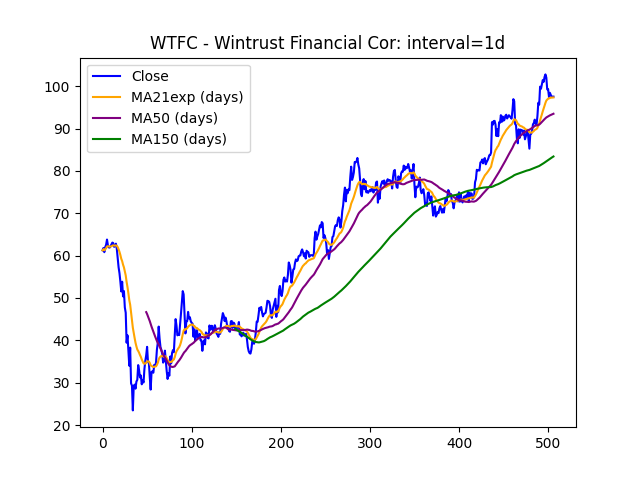 WTFC - Wintrust Financial Cor: interval=1d
Close
MA21exp (days)
MA50 (days)
MA150 (days)
100
90
80
70
60
50
40
30
20
0 100 200 300 400 500